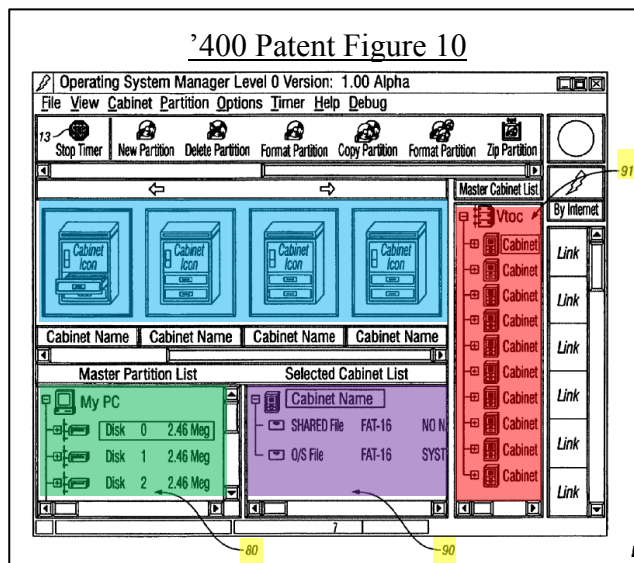 '400 Patent Figure 10
Operating System Manager Level 0 Version: 1.00 Alpha
File View Cabinet Partition Options Timer Help Debug
13
Stop Timer New Partition Delete Partition Format Partition Copy Partition Format Partition Zip Partition
Master Cabinet List
91
By Internet
Vtoc
Cabinet Icon Cabinet Icon Cabinet Icon Cabinet Icon
Cabinet
Cabinet
Cabinet
Cabinet
Cabinet
Cabinet
Cabinet
Cabinet
Cabinet
Cabinet
Link
Link
Link
Link
Link
Link
Cabinet Name Cabinet Name Cabinet Name Cabinet Name
Master Partition List Selected Cabinet List
My PC
Disk 0 2.46 Meg
Disk 1 2.46 Meg
Disk 2 2.46 Meg
Cabinet Name
SHARED File FAT-16 NO N
O/S File FAT-16 SYST
7
80
90